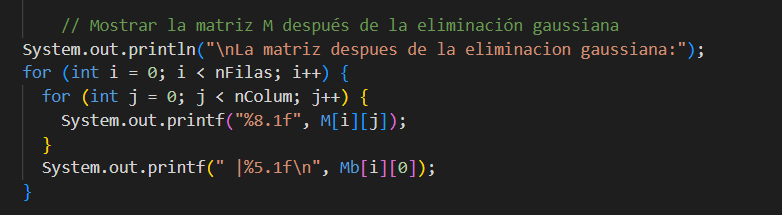 // Mostrar la matriz M después de la eliminación gaussiana
System.out.println("\nLa matriz despues de la eliminacion gaussiana:");
for (int i = 0; i < nFilas; i++) {
for (int j = 0; j < nColum; j++) {
System.out.printf("%8.1f", M[i][j]);
}
System.out.printf(" |%5.1f\n", Mb[i][0]);
}